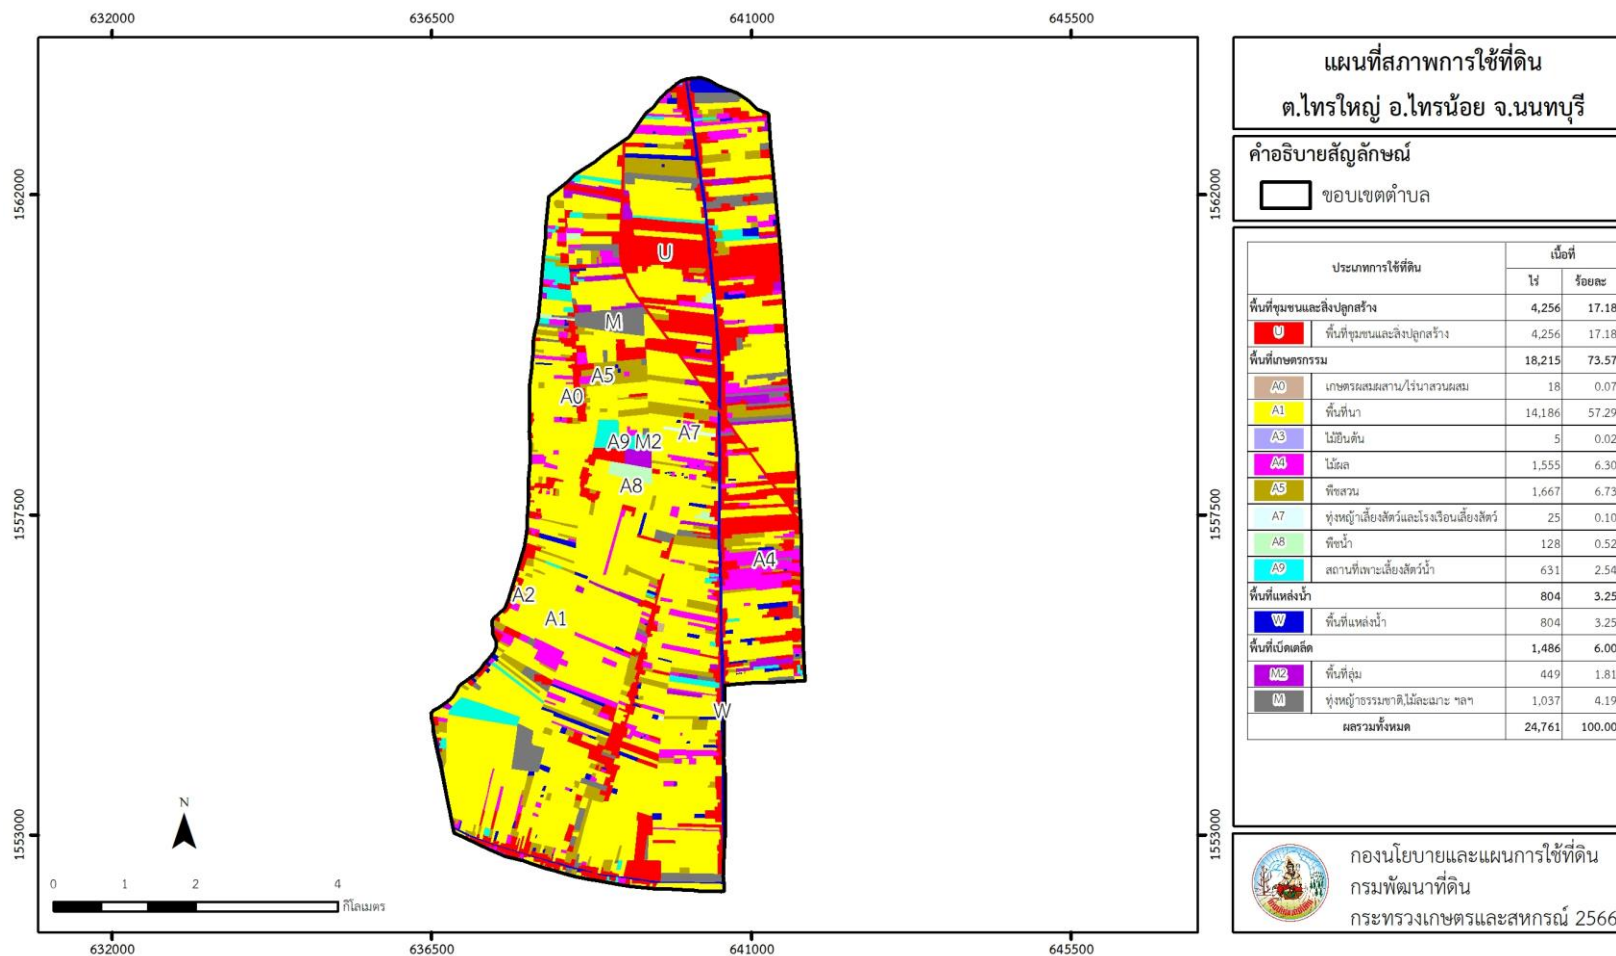 632000 636500 641000 645500
แผนที่สภาพการใช้ที่ดิน
ต.ไทรใหญ่ อ.ไทรน้อย จ.นนทบุรี
คำอธิบายสัญลักษณ์
ขอบเขตตำบล
1562000 1562000
1557500 1557500
1553000 1553000
U
M
A5
A0
A7
A9 M2
A8
A4
A2
A1
W
N
0 1 2 4
กิโลเมตร
632000 636500 641000 645500
ประเภทการใช้ที่ดิน เนื้อที่
ไร่ ร้อยละ
พื้นที่ชุมชนและสิ่งปลูกสร้าง 4,256 17.18
U พื้นที่ชุมชนและสิ่งปลูกสร้าง 4,256 17.18
พื้นที่เกษตรกรรม 18,215 73.57
A0 เกษตรผสมผสาน/ไร่นาสวนผสม 18 0.07
A1 พื้นที่นา 14,186 57.29
A3 ไม้ยืนต้น 5 0.02
A4 ไม้ผล 1,555 6.30
A5 พืชสวน 1,667 6.73
A7 ทุ่งหญ้าเลี้ยงสัตว์และโรงเรือนเลี้ยงสัตว์ 25 0.10
A8 พืชน้ำ 128 0.52
A9 สถานที่เพาะเลี้ยงสัตว์น้ำ 631 2.54
พื้นที่แหล่งน้ำ 804 3.25
W พื้นที่แหล่งน้ำ 804 3.25
พื้นที่เบ็ดเตล็ด 1,486 6.00
M2 พื้นที่ลุ่ม 449 1.81
M ทุ่งหญ้าธรรมชาติ,ไม้ละเมาะ ฯลฯ 1,037 4.19
ผลรวมทั้งหมด 24,761 100.00
กองนโยบายและแผนการใช้ที่ดิน
กรมพัฒนาที่ดิน
กระทรวงเกษตรและสหกรณ์ 2566